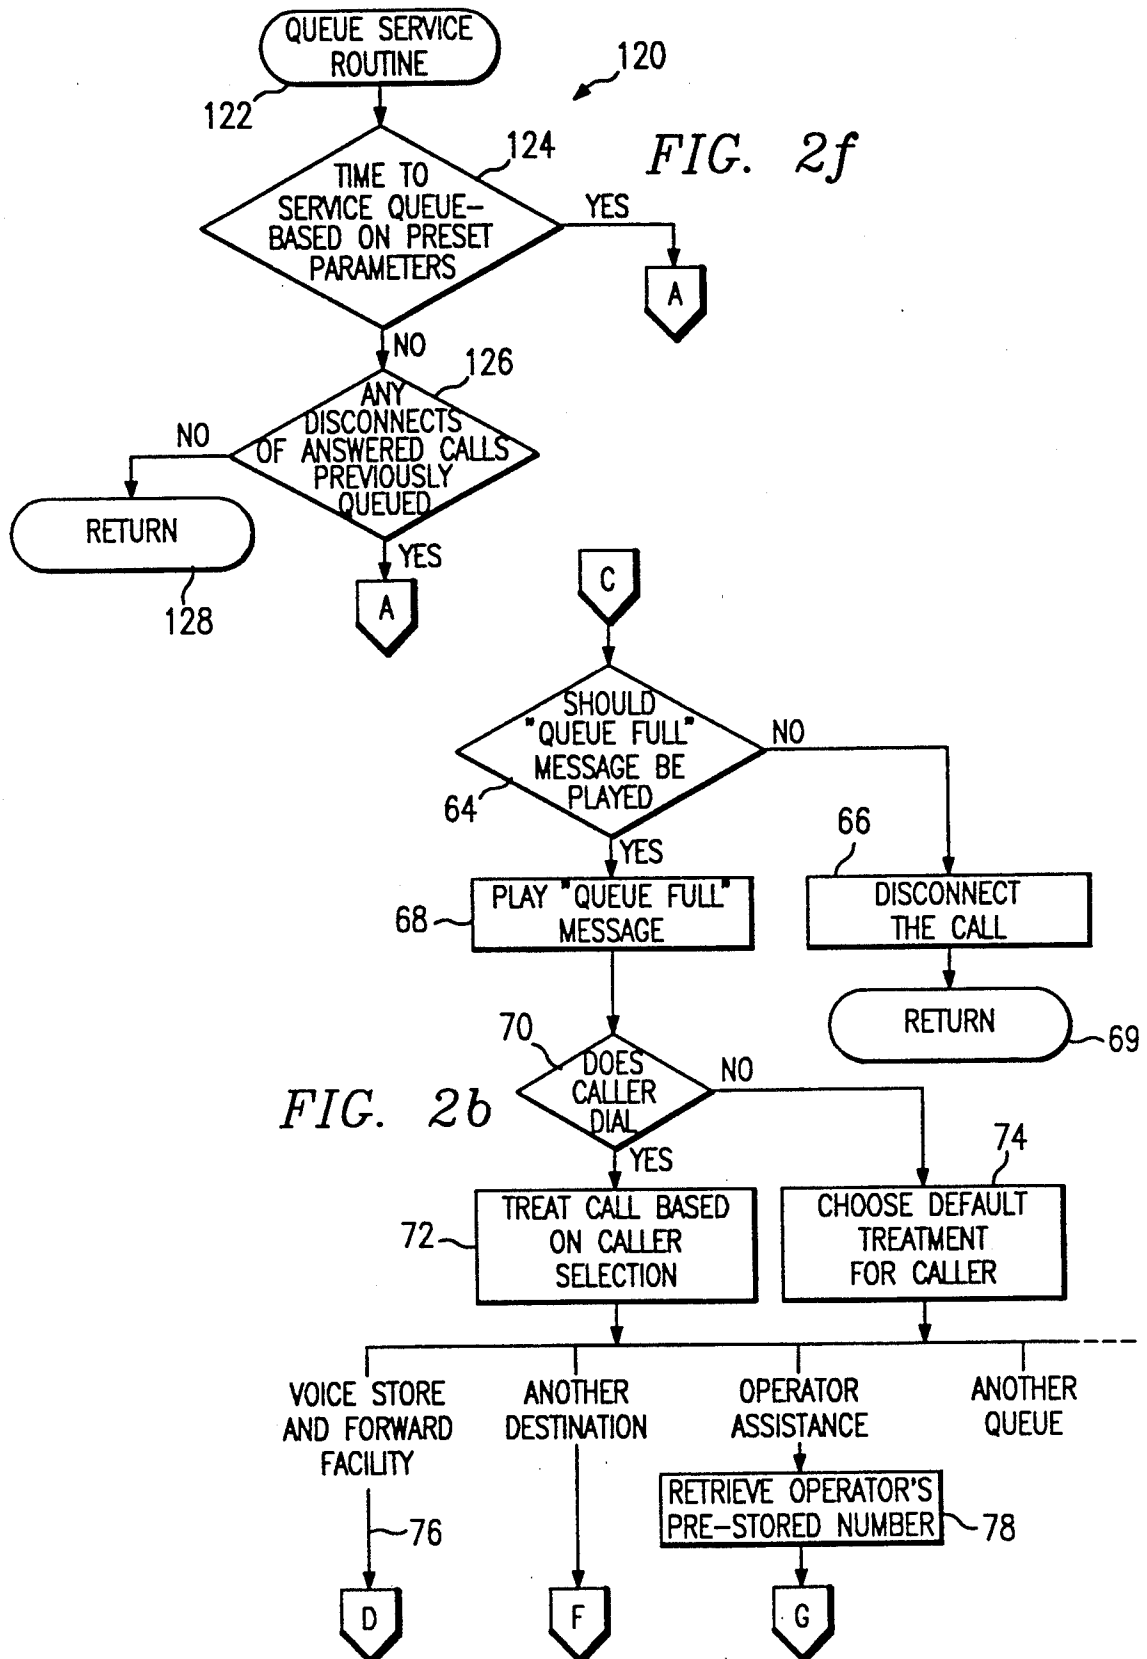 QUEUE SERVICE
ROUTINE
122
120
FIG. 2f
124
TIME TO
SERVICE QUEUE-
BASED ON PRESET
PARAMETERS
YES
A
NO
126
ANY
DISCONNECTS
OF ANSWERED CALLS
PREVIOUSLY
QUEUED
NO
RETURN
128
YES
A
C
SHOULD
"QUEUE FULL"
MESSAGE BE
PLAYED
64
NO
YES
66
PLAY "QUEUE FULL"
MESSAGE
68
DISCONNECT
THE CALL
RETURN
69
70
DOES
CALLER
DIAL
NO
FIG. 2b
YES
74
TREAT CALL BASED
ON CALLER
SELECTION
72
CHOOSE DEFAULT
TREATMENT
FOR CALLER
VOICE STORE
AND FORWARD
FACILITY
ANOTHER
DESTINATION
OPERATOR
ASSISTANCE
ANOTHER
QUEUE
RETRIEVE OPERATOR'S
PRE-STORED NUMBER
78
76
D
F
G